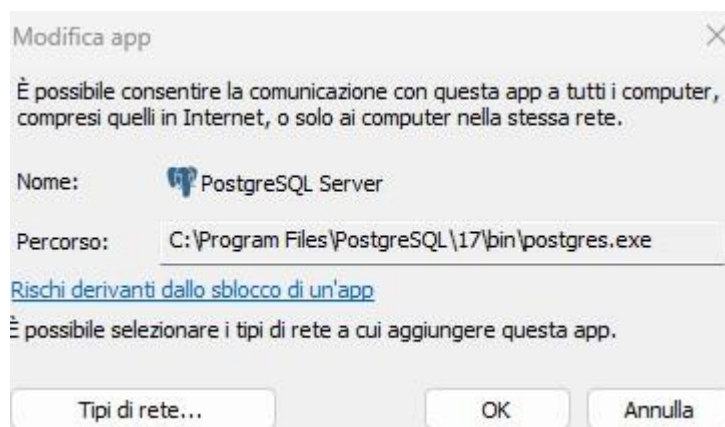 Modifica app
È possibile consentire la comunicazione con questa app a tutti i computer,
compresi quelli in Internet, o solo ai computer nella stessa rete.
Nome: PostgreSQL Server
Percorso: C:\Program Files\PostgreSQL\17\bin\postgres.exe
Rischi derivanti dallo sblocco di un'app
È possibile selezionare i tipi di rete a cui aggiungere questa app.
Tipi di rete... OK Annulla